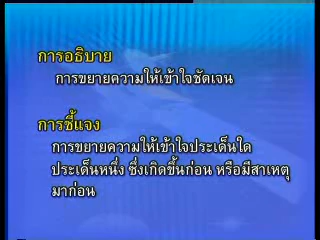 การอธิบาย
การขยายความให้เข้าใจชัดเจน
การชี้แจง
การขยายความให้เข้าใจประเด็นใด
ประเด็นหนึ่ง ซึ่งเกิดขึ้นก่อน หรือมีสาเหตุ
มาก่อน